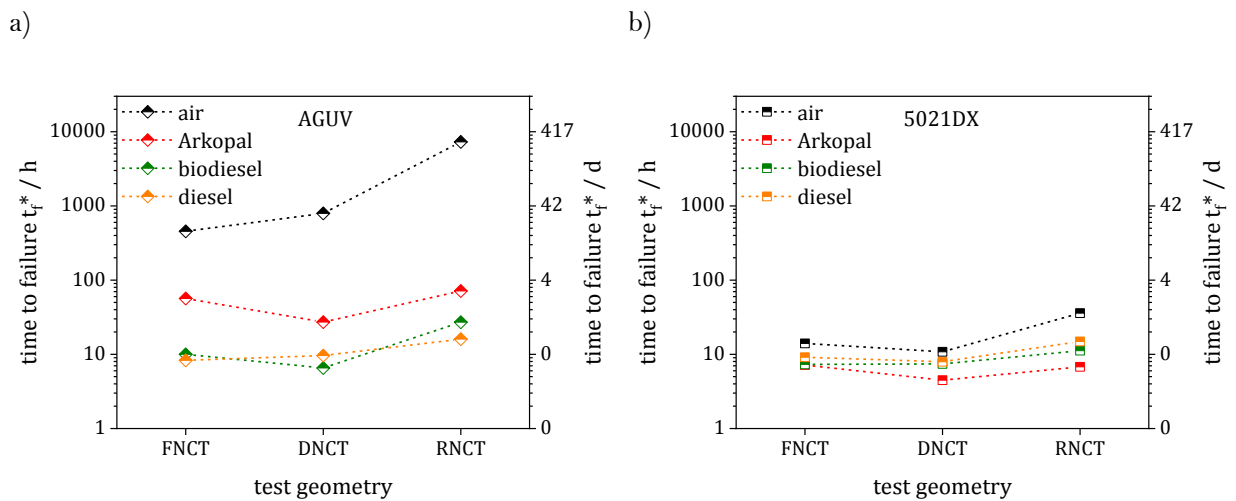 a)
AGUV
air
Arkopal
biodiesel
diesel
10000
1000
100
10
1
417
42
4
0
0
time to failure t_f* / h
time to failure t_f* / d
FNCT
DNCT
RNCT
test geometry
b)
5021DX
air
Arkopal
biodiesel
diesel
10000
1000
100
10
1
417
42
4
0
0
time to failure t_f* / h
time to failure t_f* / d
FNCT
DNCT
RNCT
test geometry